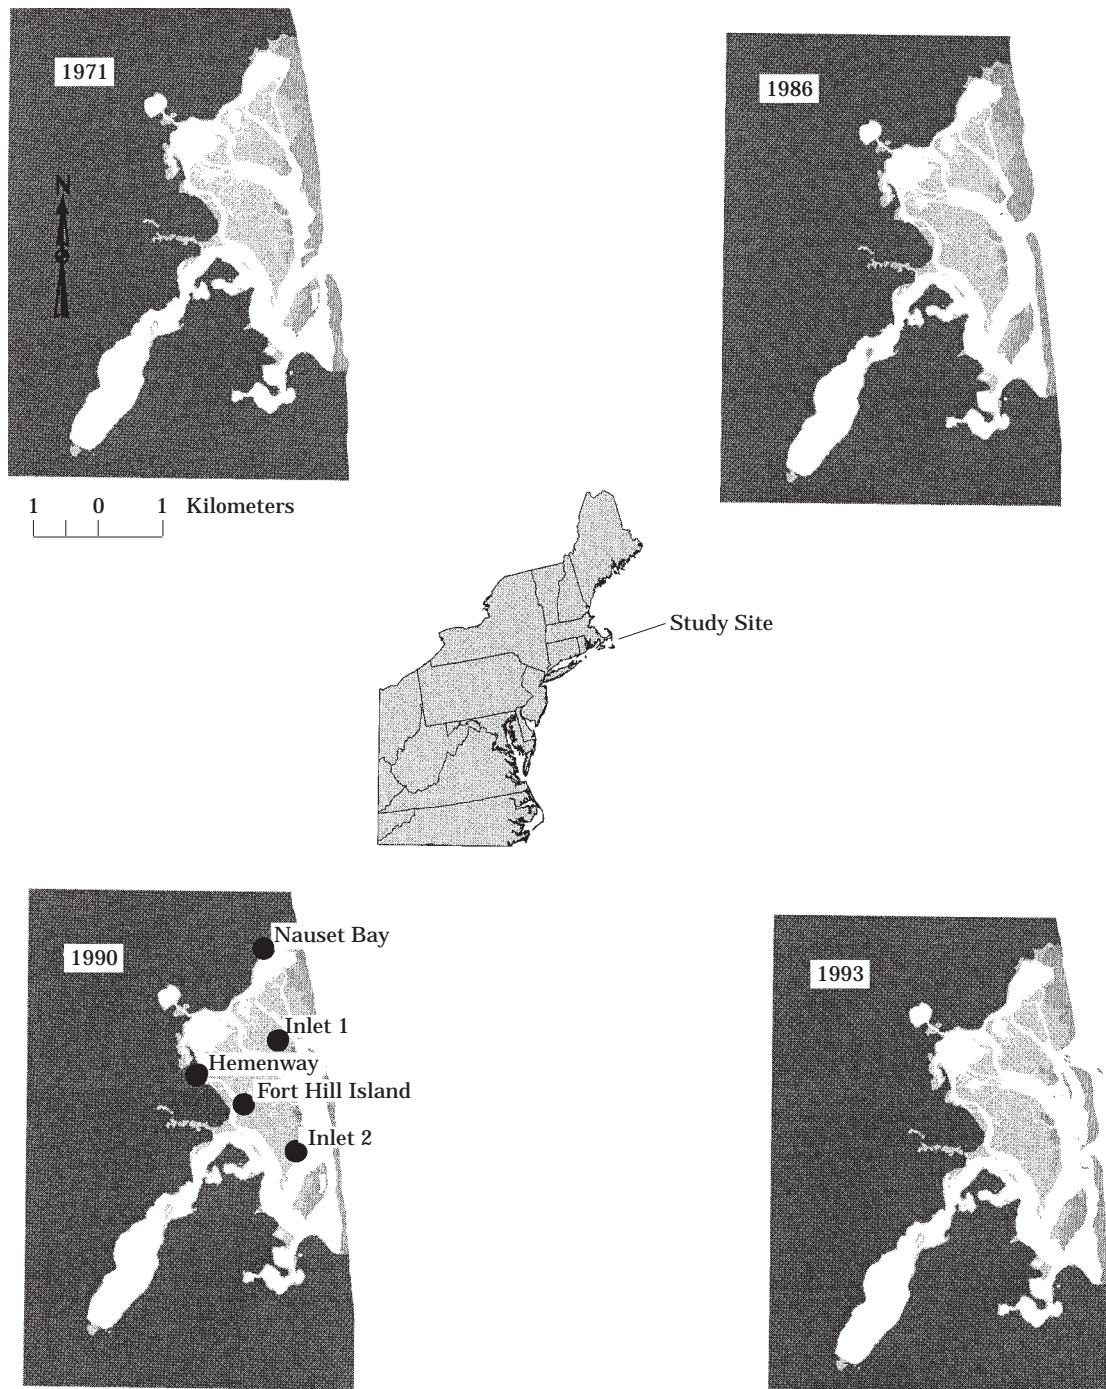 1971
1986
N
1 0 1 Kilometers
Study Site
1990
Nauset Bay
Inlet 1
Hemenway
Fort Hill Island
Inlet 2
1993